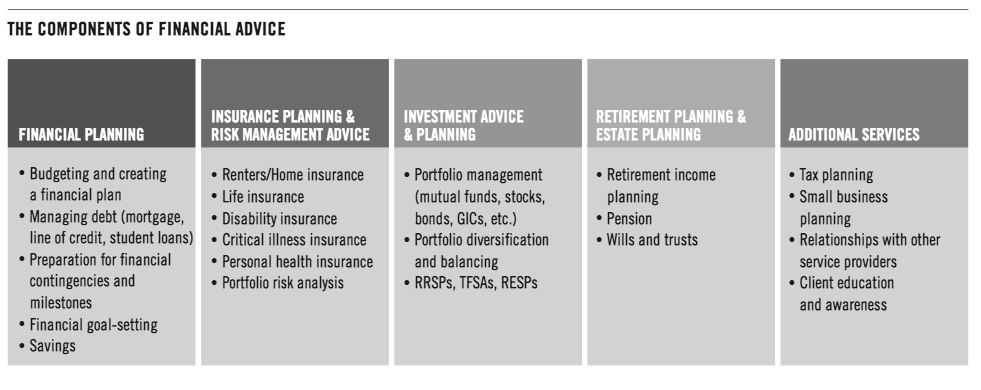 THE COMPONENTS OF FINANCIAL ADVICE
FINANCIAL PLANNING
• Budgeting and creating
a financial plan
• Managing debt (mortgage,
line of credit, student loans)
• Preparation for financial
contingencies and
milestones
• Financial goal-setting
• Savings
INSURANCE PLANNING &
RISK MANAGEMENT ADVICE
• Renters/Home insurance
• Life insurance
• Disability insurance
• Critical illness insurance
• Personal health insurance
• Portfolio risk analysis
INVESTMENT ADVICE
& PLANNING
• Portfolio management
(mutual funds, stocks,
bonds, GICs, etc.)
• Portfolio diversification
and balancing
• RRSPs, TFSAs, RESPs
RETIREMENT PLANNING &
ESTATE PLANNING
• Retirement income
planning
• Pension
• Wills and trusts
ADDITIONAL SERVICES
• Tax planning
• Small business
planning
• Relationships with other
service providers
• Client education
and awareness